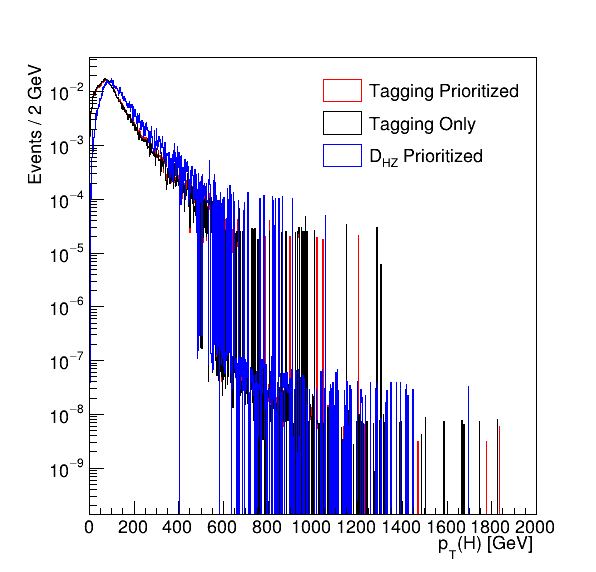 Events / 2 GeV
10⁻²
10⁻³
10⁻⁴
10⁻⁵
10⁻⁶
10⁻⁷
10⁻⁸
10⁻⁹
Tagging Prioritized
Tagging Only
D_HZ Prioritized
0 200 400 600 800 1000 1200 1400 1600 1800 2000
p_T(H) [GeV]